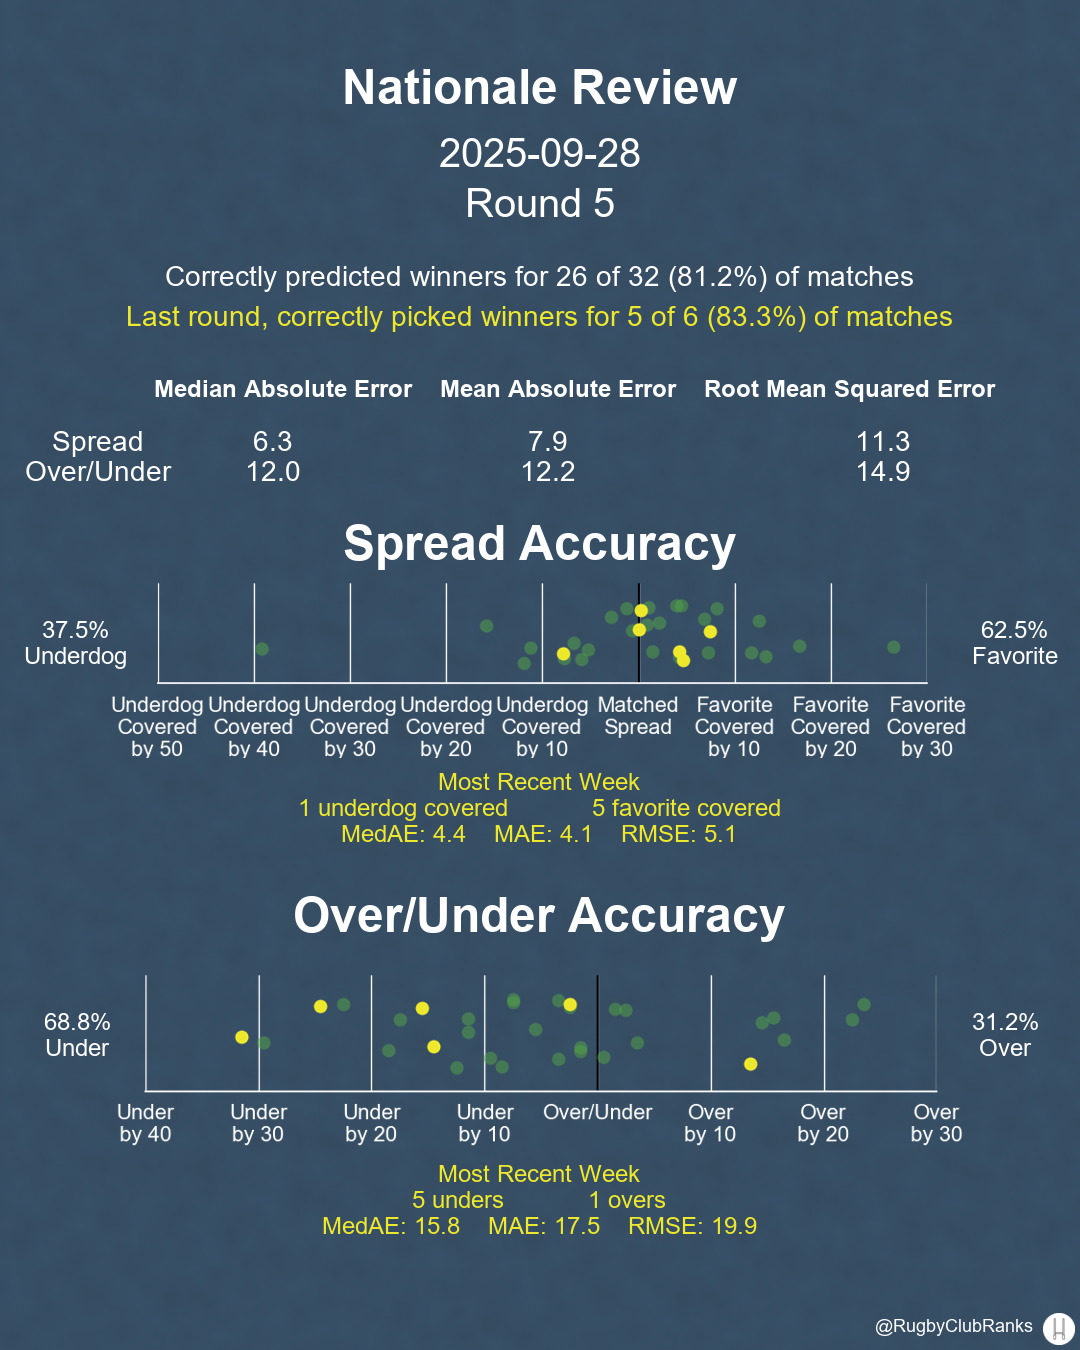 Nationale Review
2025-09-28
Round 5
Correctly predicted winners for 26 of 32 (81.2%) of matches
Last round, correctly picked winners for 5 of 6 (83.3%) of matches
Median Absolute Error Mean Absolute Error Root Mean Squared Error
Spread 6.3 7.9 11.3
Over/Under 12.0 12.2 14.9
Spread Accuracy
37.5%
Underdog
62.5%
Favorite
Underdog Underdog Underdog Underdog Underdog Matched Favorite Favorite Favorite
Covered Covered Covered Covered Covered Spread Covered Covered Covered
by 50 by 40 by 30 by 20 by 10 by 10 by 20 by 30
Most Recent Week
1 underdog covered 5 favorite covered
MedAE: 4.4 MAE: 4.1 RMSE: 5.1
Over/Under Accuracy
68.8%
Under
31.2%
Over
Under Under Under Under Over/Under Over Over Over
by 40 by 30 by 20 by 10 by 10 by 20 by 30
Most Recent Week
5 unders 1 overs
MedAE: 15.8 MAE: 17.5 RMSE: 19.9
@RugbyClubRanks